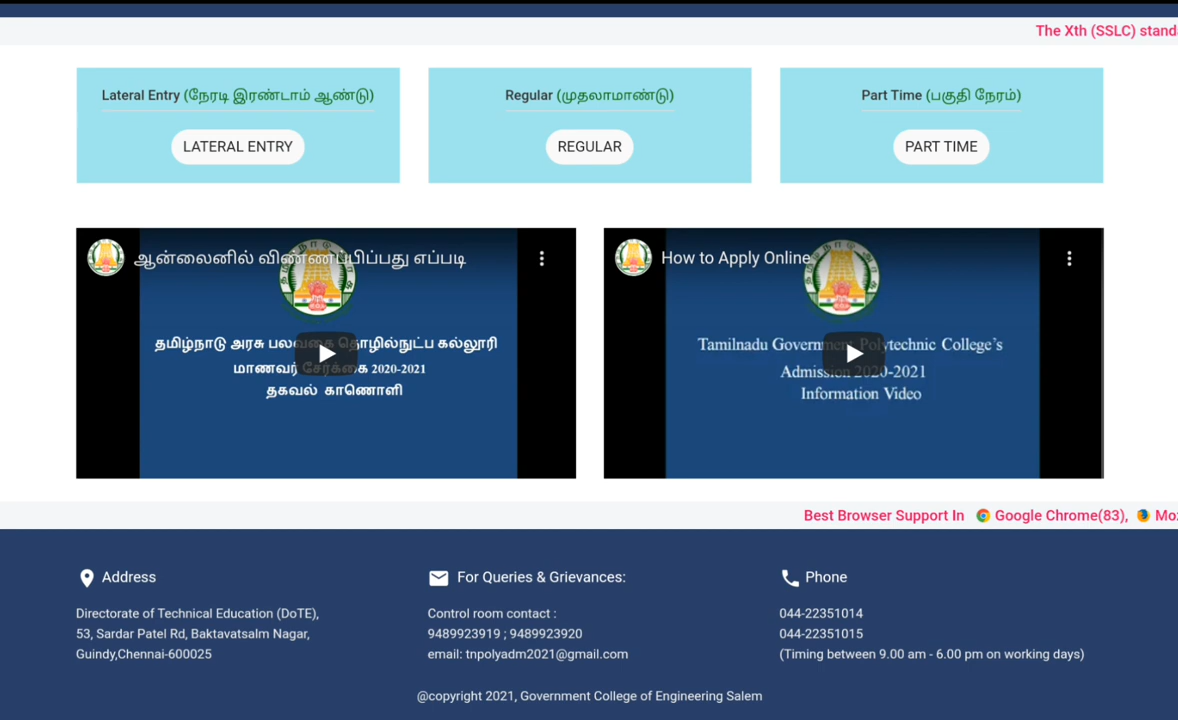 The Xth (SSLC)
Lateral Entry (நேரடி இரண்டாம் ஆண்டு)
LATERAL ENTRY
Regular (முதலாமாண்டு)
REGULAR
Part Time (பகுதி நேரம்)
PART TIME
ஆன்லைனில் விண்ணப்பிப்பது எப்படி
தமிழ்நாடு அரசு பலவகை தொழில்நுட்ப கல்லூரி
மாணவர் சேர்க்கை 2020-2021
தகவல் காணொளி
How to Apply Online
Tamilnadu Government Polytechnic College's
Admission 2020-2021
Information Video
Best Browser Support In Google Chrome(83),
Address
Directorate of Technical Education (DoTE),
53, Sardar Patel Rd, Baktavatsalm Nagar,
Guindy,Chennai-600025
For Queries & Grievances:
Control room contact :
9489923919 ; 9489923920
email: tnpolyadm2021@gmail.com
Phone
044-22351014
044-22351015
(Timing between 9.00 am - 6.00 pm on working days)
@copyright 2021, Government College of Engineering Salem